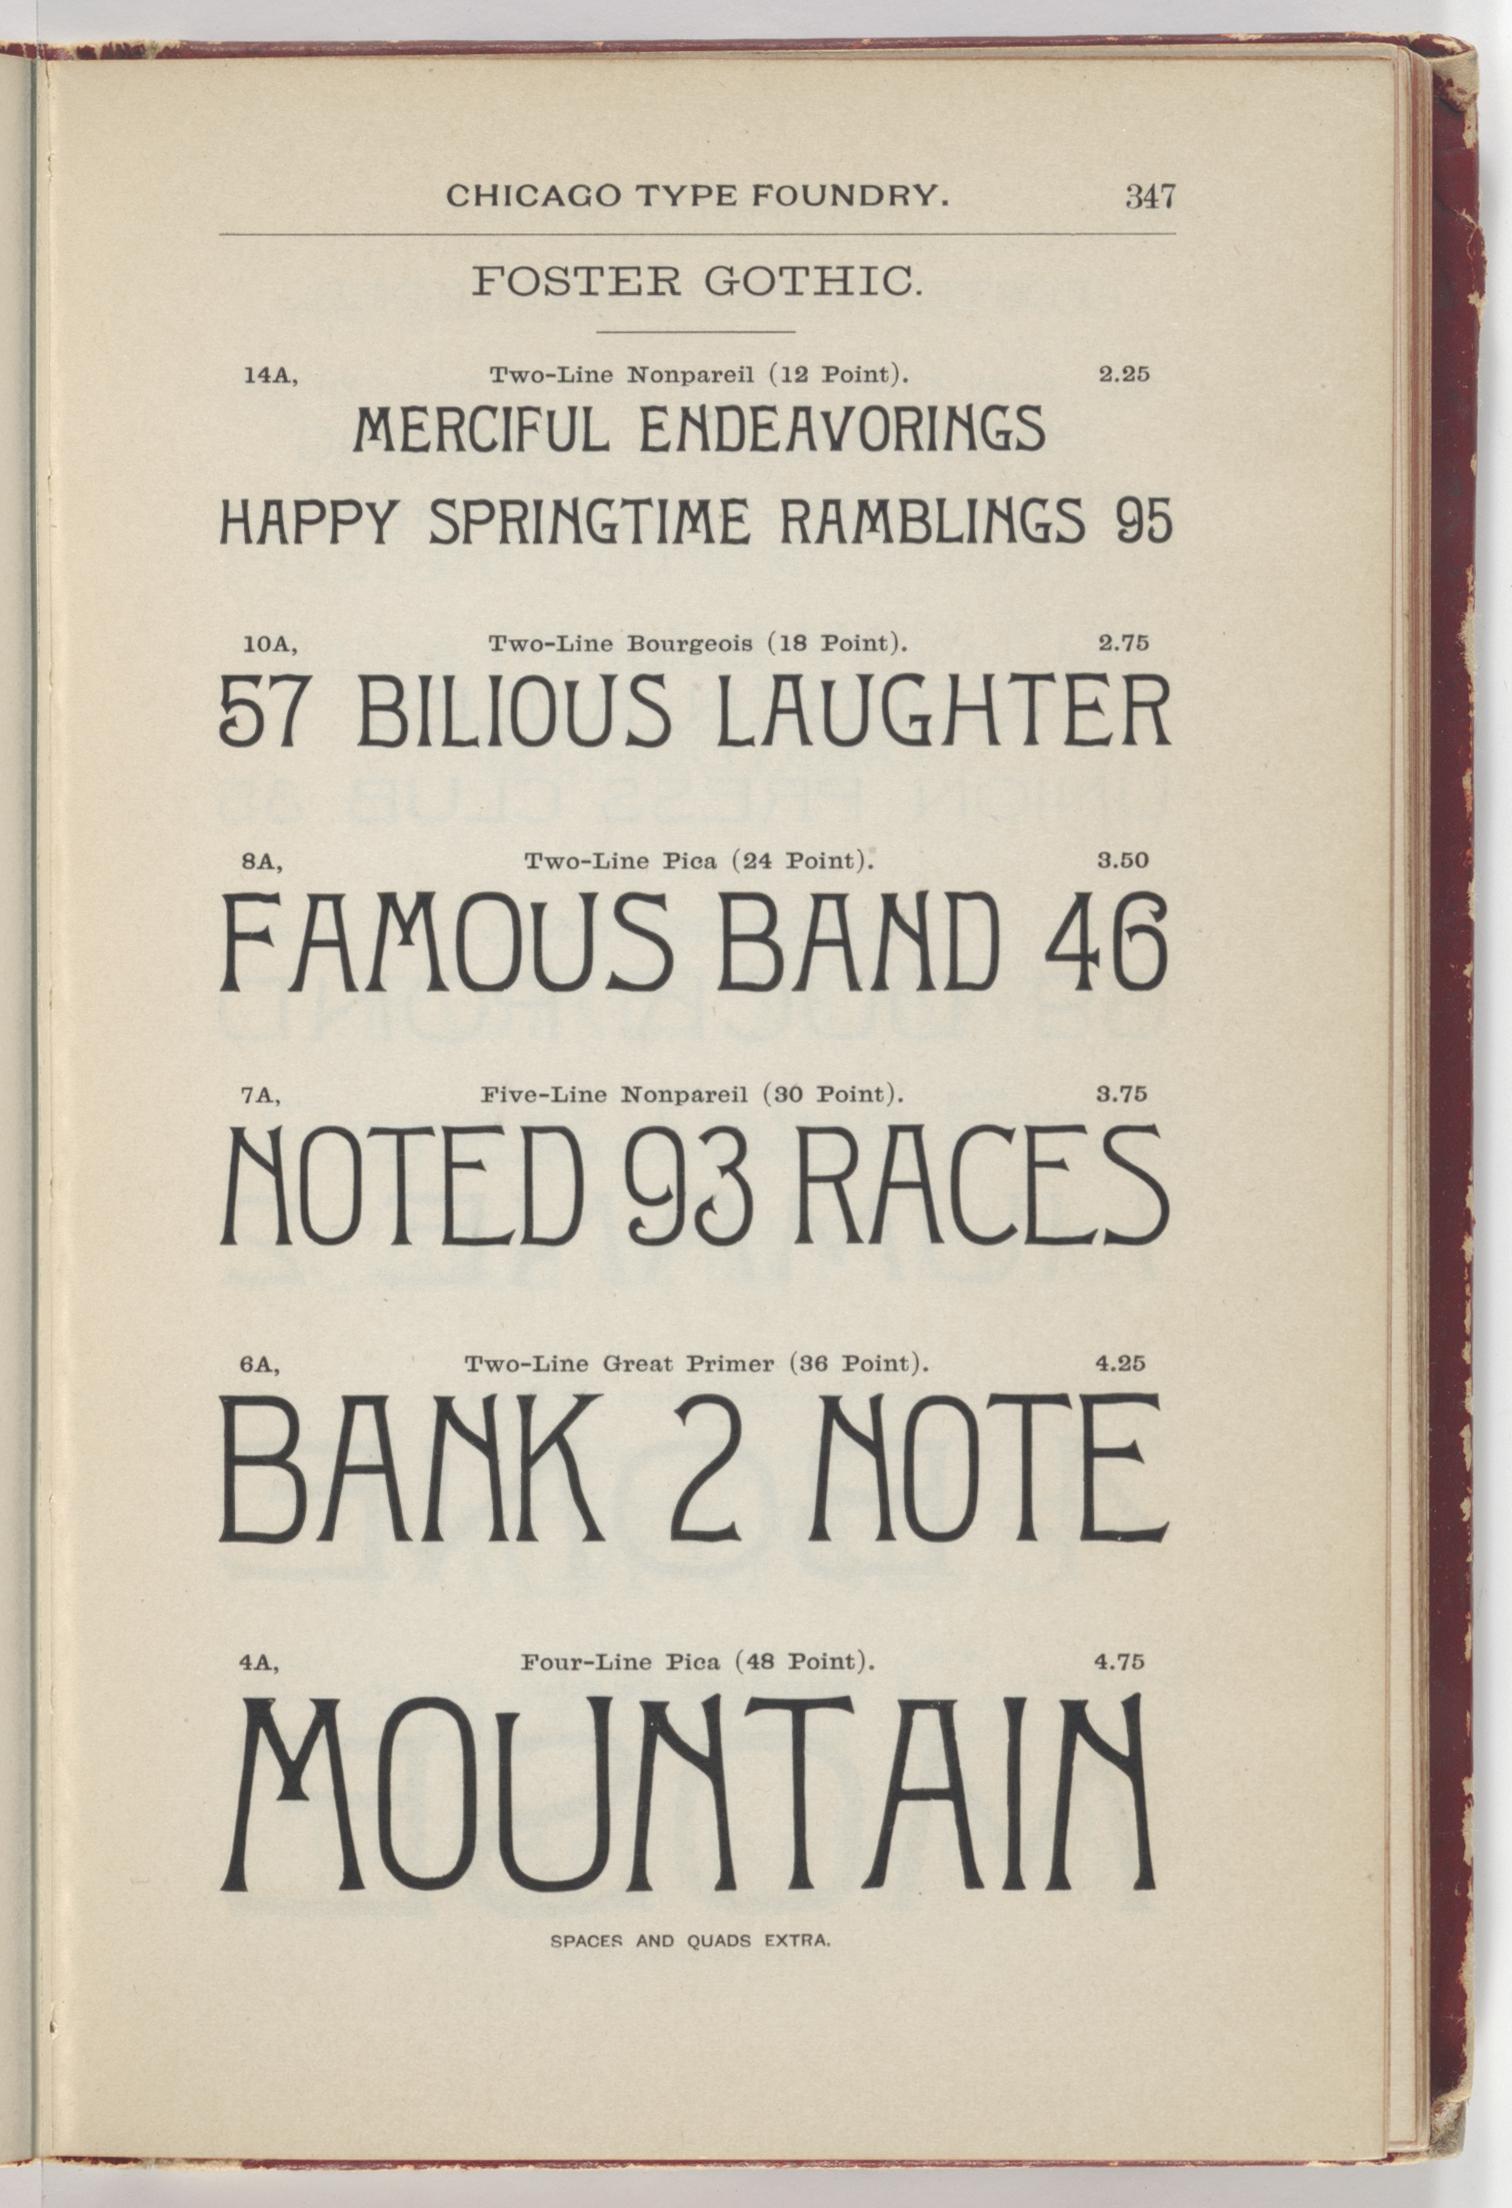 CHICAGO TYPE FOUNDRY. 347
FOSTER GOTHIC.
14A, Two-Line Nonpareil (12 Point). 2.25
MERCIFUL ENDEAVORINGS
HAPPY SPRINGTIME RAMBLINGS 95
10A, Two-Line Bourgeois (18 Point). 2.75
57 BILIOUS LAUGHTER
8A, Two-Line Pica (24 Point). 3.50
FAMOUS BAND 46
7A, Five-Line Nonpareil (30 Point). 3.75
NOTED 93 RACES
6A, Two-Line Great Primer (36 Point). 4.25
BANK 2 NOTE
4A, Four-Line Pica (48 Point). 4.75
MOUNTAIN
SPACES AND QUADS EXTRA.